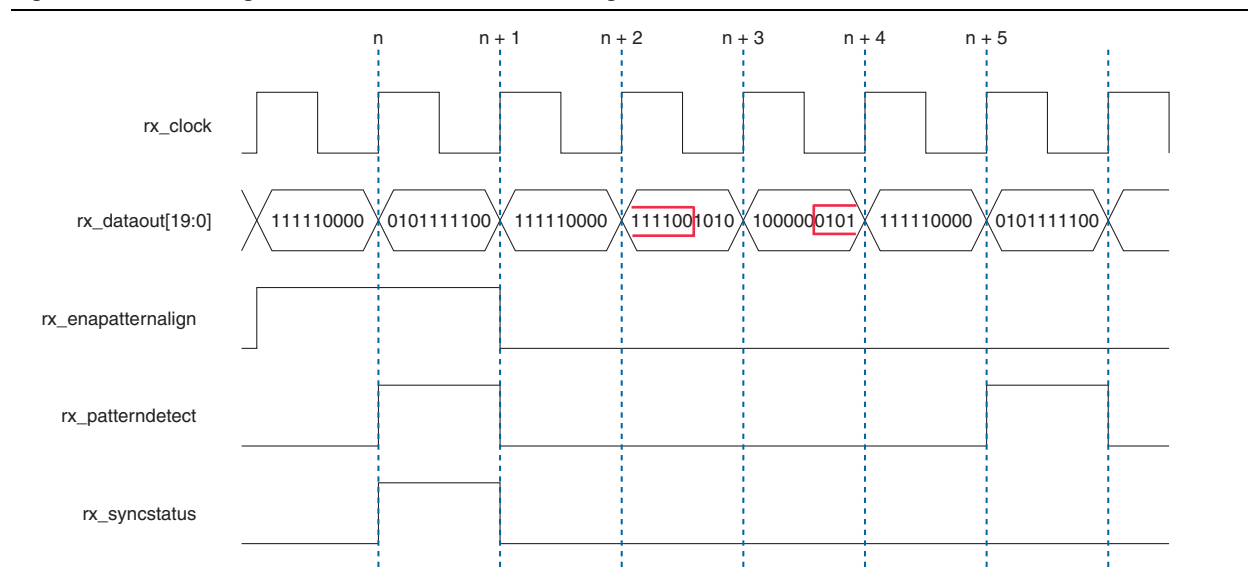 n n + 1 n + 2 n + 3 n + 4 n + 5
rx_clock
rx_dataout[19:0] 111110000 0101111100 111110000 1111001010 1000000101 111110000 0101111100
rx_enapatternalign
rx_patterndetect
rx_syncstatus